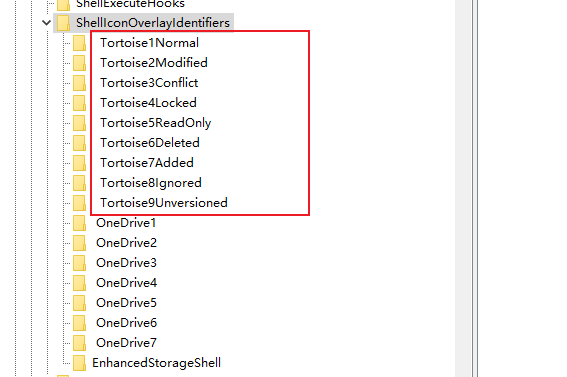 ShellExecuteHooks
ShellIconOverlayIdentifiers
Tortoise1Normal
Tortoise2Modified
Tortoise3Conflict
Tortoise4Locked
Tortoise5ReadOnly
Tortoise6Deleted
Tortoise7Added
Tortoise8Ignored
Tortoise9Unversioned
OneDrive1
OneDrive2
OneDrive3
OneDrive4
OneDrive5
OneDrive6
OneDrive7
EnhancedStorageShell